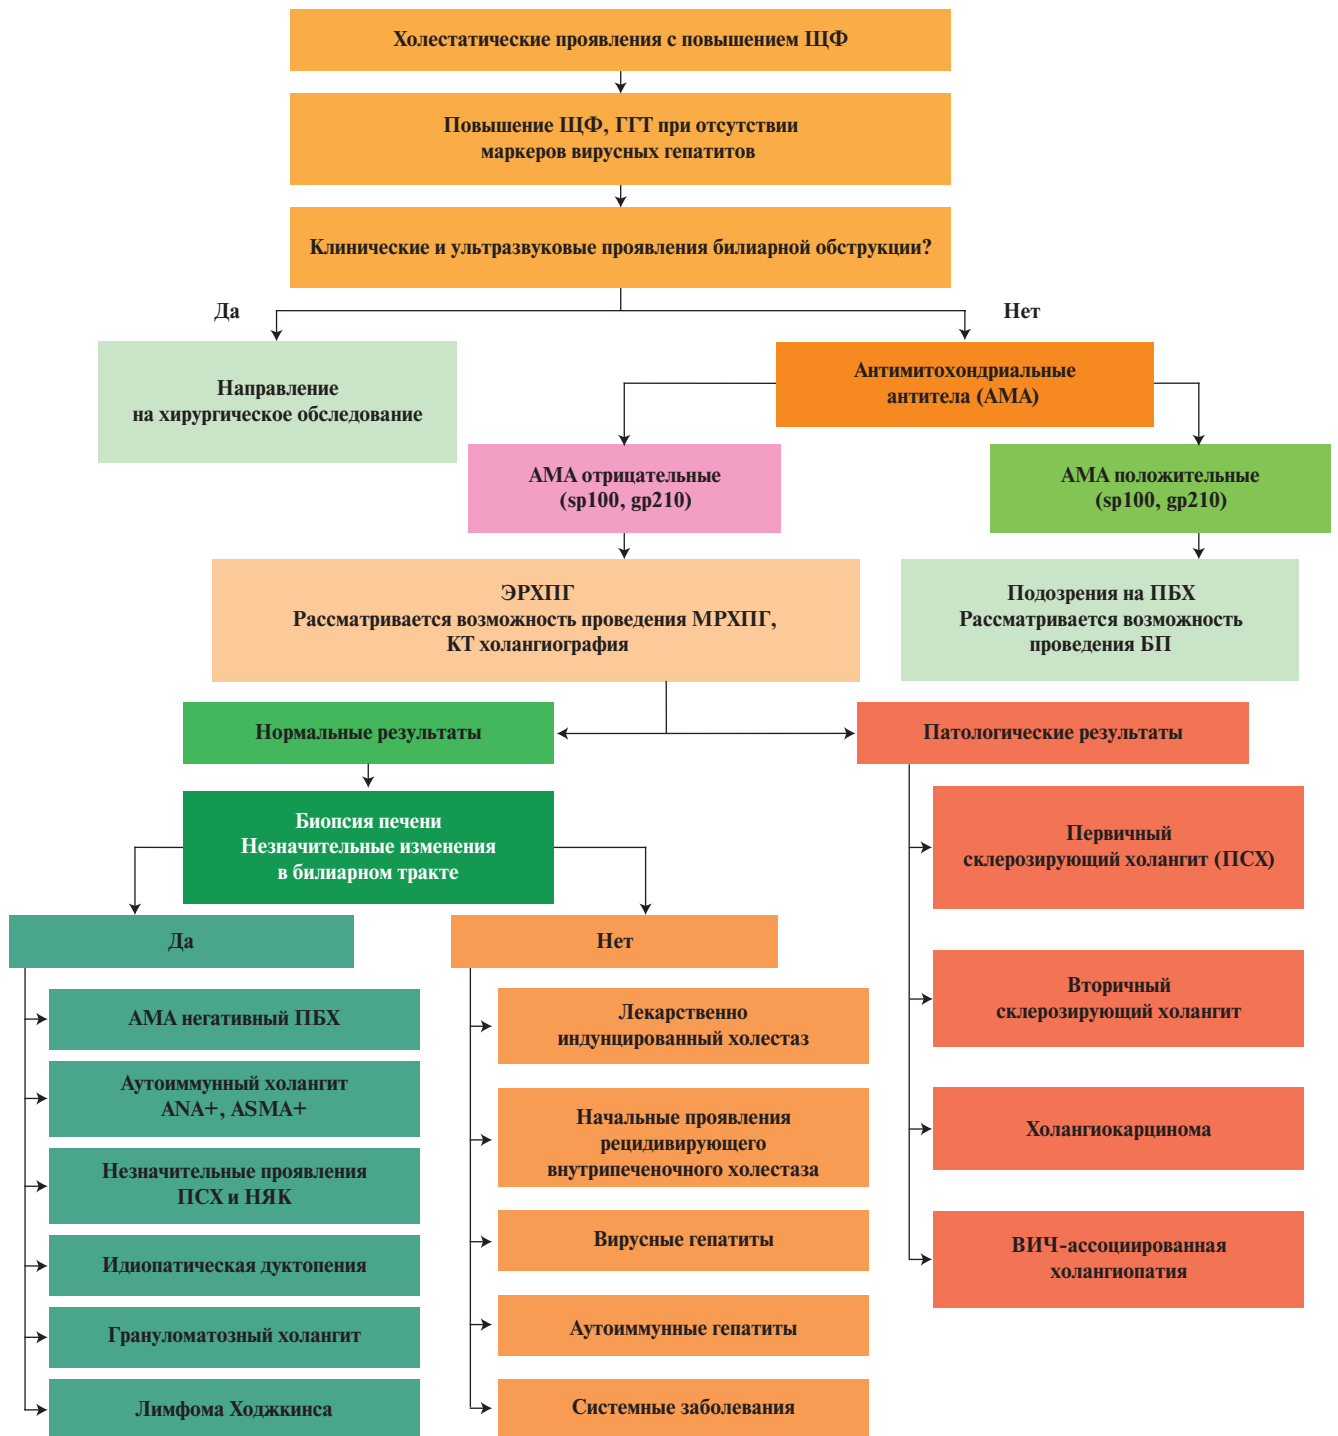 Холестатические проявления с повышением ЩФ
Повышение ЩФ, ГГТ при отсутствии
маркеров вирусных гепатитов
Клинические и ультразвуковые проявления билиарной обструкции?
Да
Нет
Направление
на хирургическое обследование
Антимитохондриальные
антитела (АМА)
АМА отрицательные
(sp100, gp210)
АМА положительные
(sp100, gp210)
ЭРХПГ
Рассматривается возможность проведения МРХПГ,
КТ холангиография
Подозрения на ПБХ
Рассматривается возможность
проведения БП
Нормальные результаты
Патологические результаты
Биопсия печени
Незначительные изменения
в билиарном тракте
Первичный
склерозирующий холангит (ПСХ)
Вторичный
склерозирующий холангит
Холангиокарцинома
ВИЧ-ассоциированная
холангиопатия
Да
АМА негативный ПБХ
Аутоиммунный холангит
ANA+, ASMA+
Незначительные проявления
ПСХ и НЯК
Идиопатическая дуктопения
Грануломатозный холангит
Лимфома Ходжкинса
Нет
Лекарственно
индунцированный холестаз
Начальные проявления
рецидивирующего
внутрипеченочного холестаза
Вирусные гепатиты
Аутоиммунные гепатиты
Системные заболевания